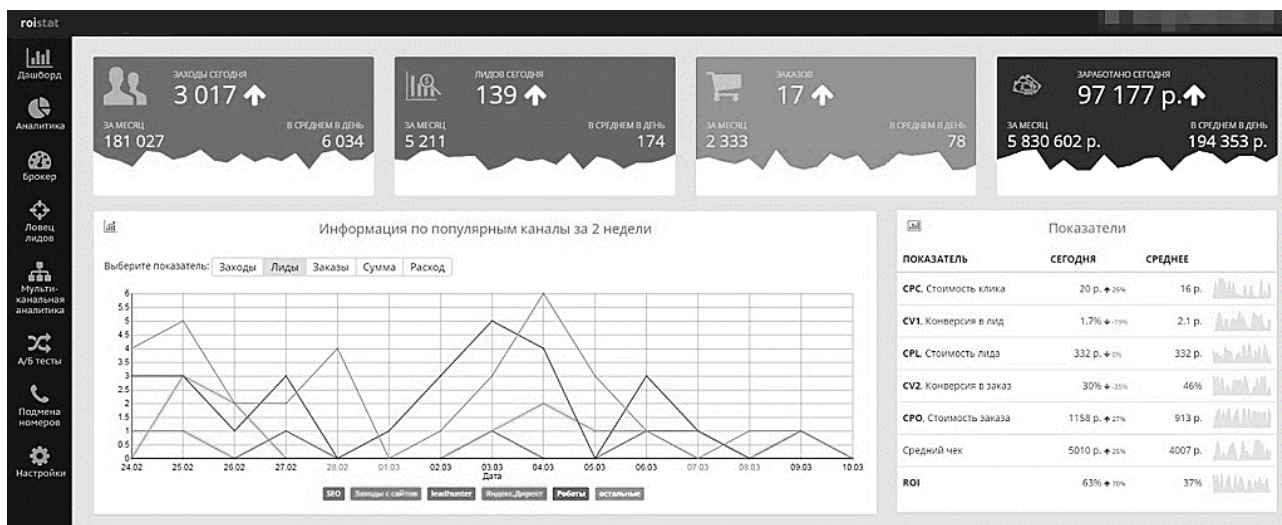 roistat
Дашборд
Аналитика
Брокер
Ловец
лидов
Мульти-
канальная
аналитика
А/Б тесты
Подмена
номеров
Настройки
ЗАХОДЫ СЕГОДНЯ
3 017
ЗА МЕСЯЦ
В СРЕДНЕМ В ДЕНЬ
181 027
6 034
ЛИДОВ СЕГОДНЯ
139
ЗА МЕСЯЦ
В СРЕДНЕМ В ДЕНЬ
5 211
174
ЗАКАЗОВ
17
ЗА МЕСЯЦ
В СРЕДНЕМ В ДЕНЬ
2 333
78
ЗАРАБОТАНО СЕГОДНЯ
97 177 р.
ЗА МЕСЯЦ
В СРЕДНЕМ В ДЕНЬ
5 830 602 р.
194 353 р.
Информация по популярным каналы за 2 недели
Выберите показатель: Заходы Лиды Заказы Сумма Расход
6
5.5
5
4.5
4
3.5
3
2.5
2
1.5
1
0.5
0
24.02 25.02 26.02 27.02 28.02 01.03 02.03 03.03 04.03 05.03 06.03 07.03 08.03 09.03 10.03
Дата
SEO Заходы с сайтов leadhunter Яндекс.Директ Роботы остальные
Показатели
ПОКАЗАТЕЛЬ СЕГОДНЯ СРЕДНЕЕ
CPC, Стоимость клика 20 р. 25% 16 р.
CV1, Конверсия в лид 1.7% 2.1 р.
CPL, Стоимость лида 332 р. 0% 332 р.
CV2, Конверсия в заказ 30% -35% 46%
CPO, Стоимость заказа 1158 р. 27% 913 р.
Средний чек 5010 р. 25% 4007 р.
ROI 63% 70% 37%